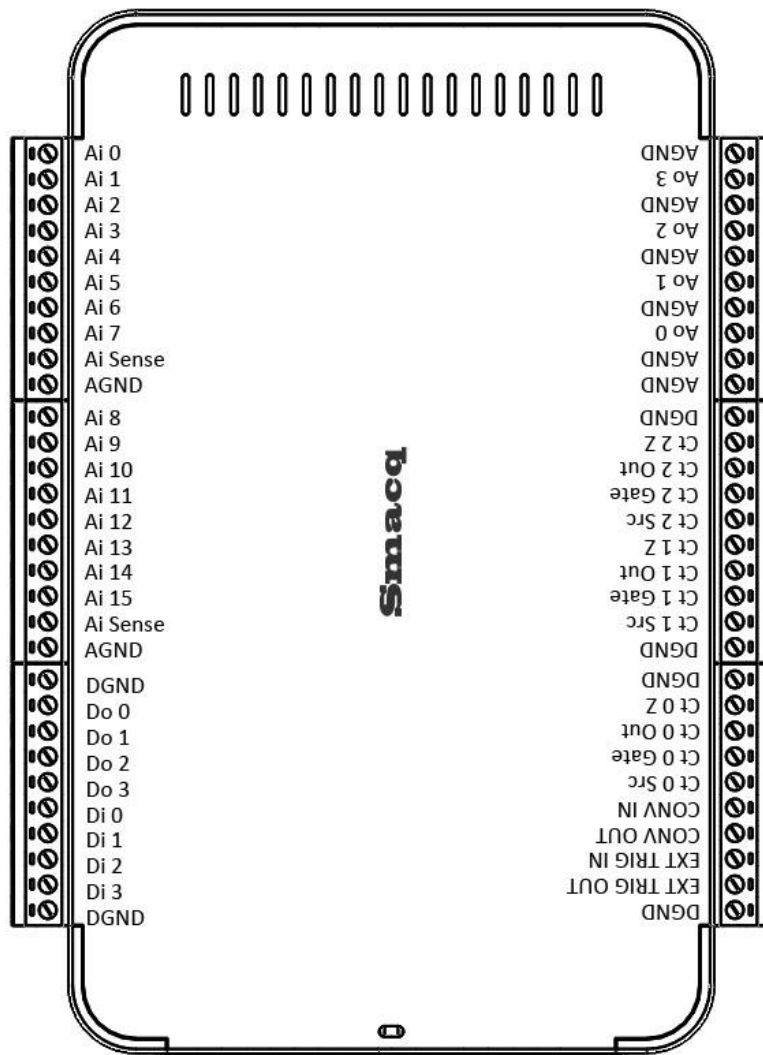 Ai 0
Ai 1
Ai 2
Ai 3
Ai 4
Ai 5
Ai 6
Ai 7
Ai Sense
AGND
Ai 8
Ai 9
Ai 10
Ai 11
Ai 12
Ai 13
Ai 14
Ai 15
Ai Sense
AGND
DGND
Do 0
Do 1
Do 2
Do 3
Di 0
Di 1
Di 2
Di 3
DGND
Smacq
AGND
Ao 3
AGND
Ao 2
AGND
Ao 1
AGND
Ao 0
AGND
AGND
DGND
Ct 2 Z
Ct 2 Out
Ct 2 Gate
Ct 2 Src
Ct 1 Z
Ct 1 Out
Ct 1 Gate
Ct 1 Src
DGND
DGND
Ct 0 Z
Ct 0 Out
Ct 0 Gate
Ct 0 Src
CONV IN
CONV OUT
EXT TRIG IN
EXT TRIG OUT
DGND